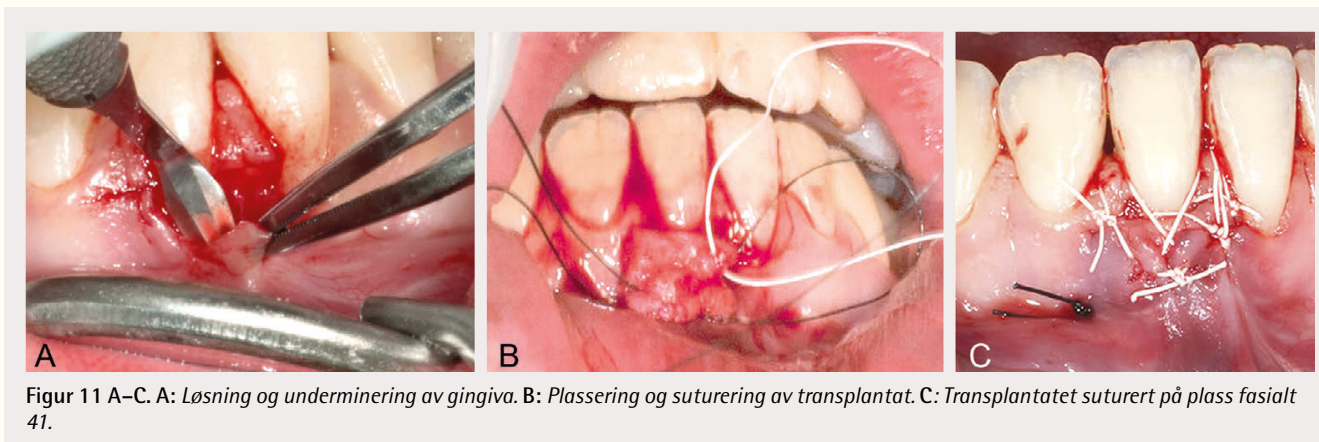 A
B
C
Figur 11 A–C. A: Løsning og underminering av gingiva. B: Plassering og suturering av transplantat. C: Transplantatet suturert på plass fasialt
41.